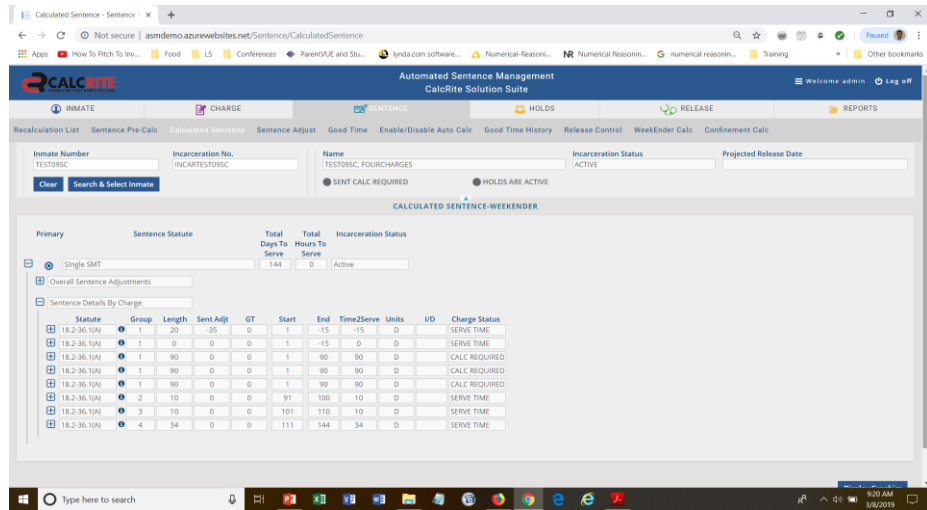 Calculated Sentence - Sentence
Not secure | asmdemo.azurewebsites.net/Sentence/CalculatedSentence
Paused
Apps How To Pitch To Inv... Food LS Conferences ParentVUE and Stu... lynda.com software... Numerical-Reasoni... NR Numerical Reasonin... numerical reasonin... Training » Other bookmarks
CALCRITE
Automated Sentence Management
CalcRite Solution Suite
Welcome admin Log off
INMATE CHARGE SENTENCE HOLDS RELEASE REPORTS
Recalculation List Sentence Pre-Calc Calculated Sentence Sentence Adjust Good Time Enable/Disable Auto Calc Good Time History Release Control WeekEnder Calc Confinement Calc
Inmate Number Incarceration No. Name Incarceration Status Projected Release Date
TEST09SC INCARTEST09SC TEST09SC, FOURCHARGES ACTIVE
Clear Search & Select Inmate SENT CALC REQUIRED HOLDS ARE ACTIVE
CALCULATED SENTENCE-WEEKENDER
Primary Sentence Statute Total Days To Serve Total Hours To Serve Incarceration Status
Single SMT 144 0 Active
Overall Sentence Adjustments
Sentence Details By Charge
Statute Group Length Sent Adjt GT Start End Time2Serve Units I/D Charge Status
18.2-36.1(A) 1 20 -35 0 1 -15 -15 D SERVE TIME
18.2-36.1(A) 1 0 0 0 1 -15 0 D SERVE TIME
18.2-36.1(A) 1 90 0 0 1 90 90 D CALC REQUIRED
18.2-36.1(A) 1 90 0 0 1 90 90 D CALC REQUIRED
18.2-36.1(A) 1 90 0 0 1 90 90 D CALC REQUIRED
18.2-36.1(A) 2 10 0 0 91 100 10 D SERVE TIME
18.2-36.1(A) 3 10 0 0 101 110 10 D SERVE TIME
18.2-36.1(A) 4 34 0 0 111 144 34 D SERVE TIME
Type here to search
9:20 AM
3/8/2019